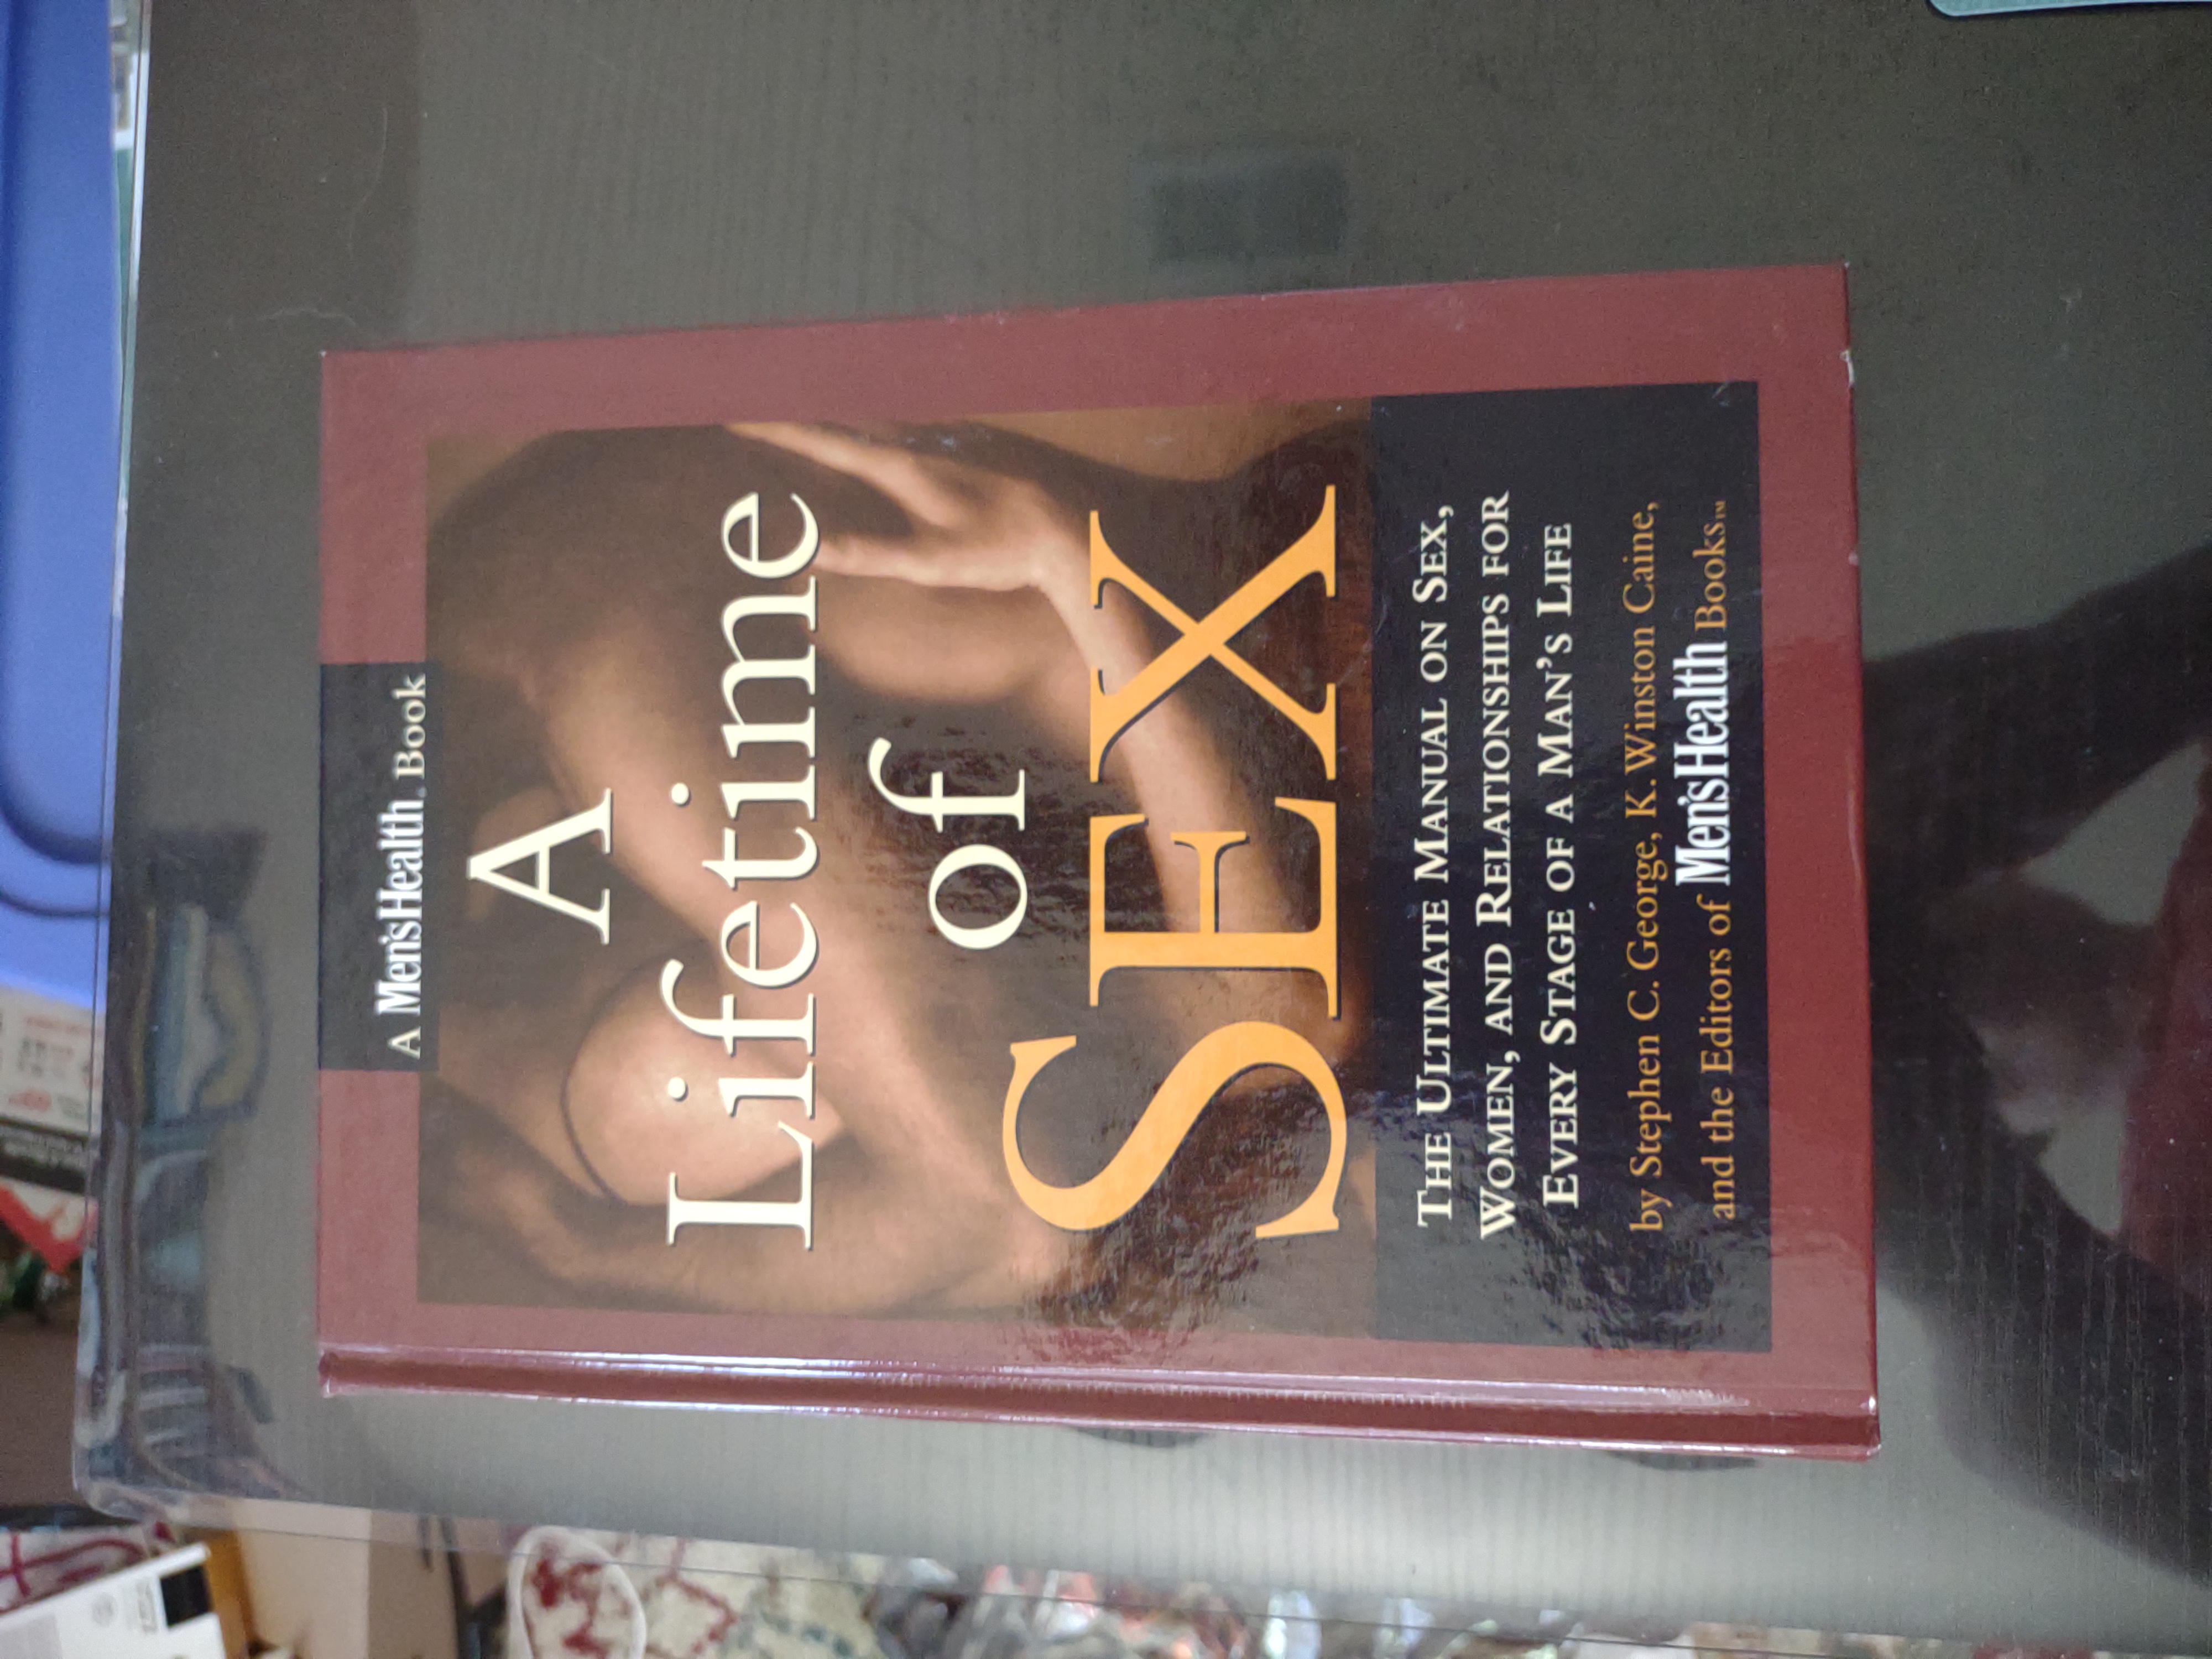 A Men'sHealth® Book
A
Lifetime
of
SEX
THE ULTIMATE MANUAL ON SEX,
WOMEN, AND RELATIONSHIPS FOR
EVERY STAGE OF A MAN'S LIFE
by Stephen C. George, K. Winston Caine,
and the Editors of Men'sHealth Books™